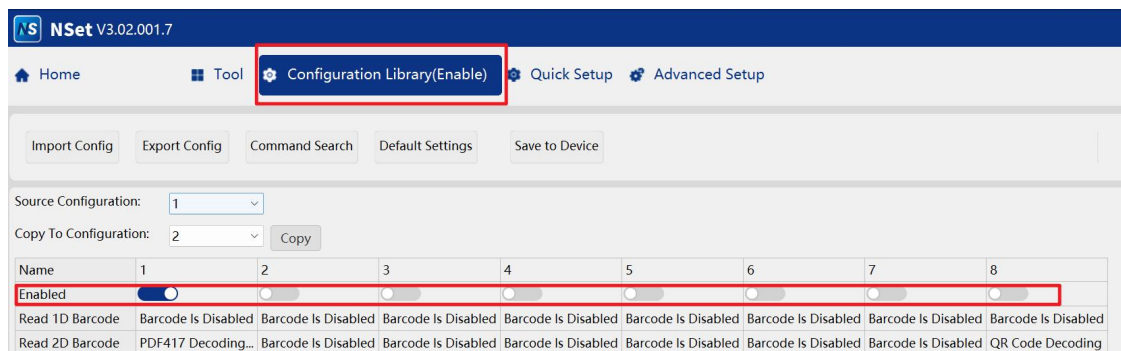 NS NSet V3.02.001.7
Home Tool Configuration Library(Enable) Quick Setup Advanced Setup
Import Config Export Config Command Search Default Settings Save to Device
Source Configuration: 1
Copy To Configuration: 2 Copy
Name 1 2 3 4 5 6 7 8
Enabled
Read 1D Barcode Barcode Is Disabled Barcode Is Disabled Barcode Is Disabled Barcode Is Disabled Barcode Is Disabled Barcode Is Disabled Barcode Is Disabled Barcode Is Disabled
Read 2D Barcode PDF417 Decoding... Barcode Is Disabled Barcode Is Disabled Barcode Is Disabled Barcode Is Disabled Barcode Is Disabled Barcode Is Disabled QR Code Decoding